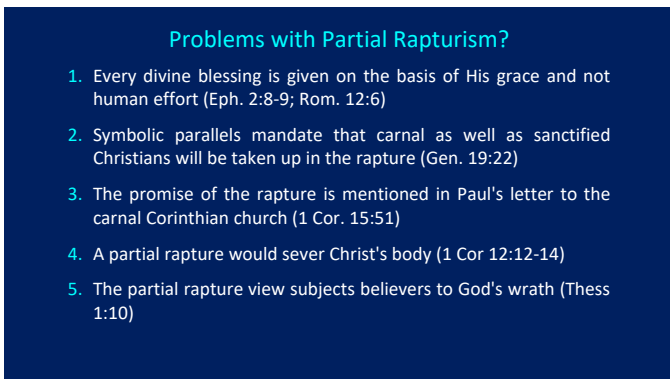 Problems with Partial Rapturism?
1. Every divine blessing is given on the basis of His grace and not
human effort (Eph. 2:8-9; Rom. 12:6)
2. Symbolic parallels mandate that carnal as well as sanctified
Christians will be taken up in the rapture (Gen. 19:22)
3. The promise of the rapture is mentioned in Paul's letter to the
carnal Corinthian church (1 Cor. 15:51)
4. A partial rapture would sever Christ's body (1 Cor 12:12-14)
5. The partial rapture view subjects believers to God's wrath (Thess
1:10)